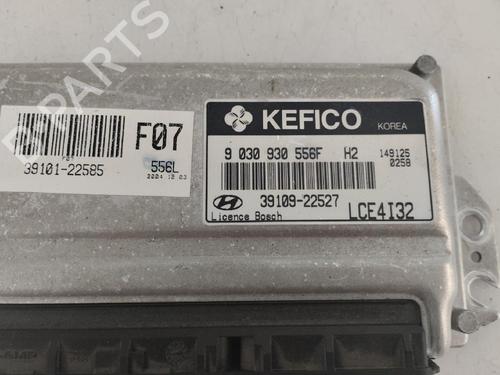 B-PARTS
KEFICO
KOREA
F07
39101-22585
556L
2004 12 03
9 030 930 556F H2
149125
0258
39109-22527
Licence Bosch
LCE4I32